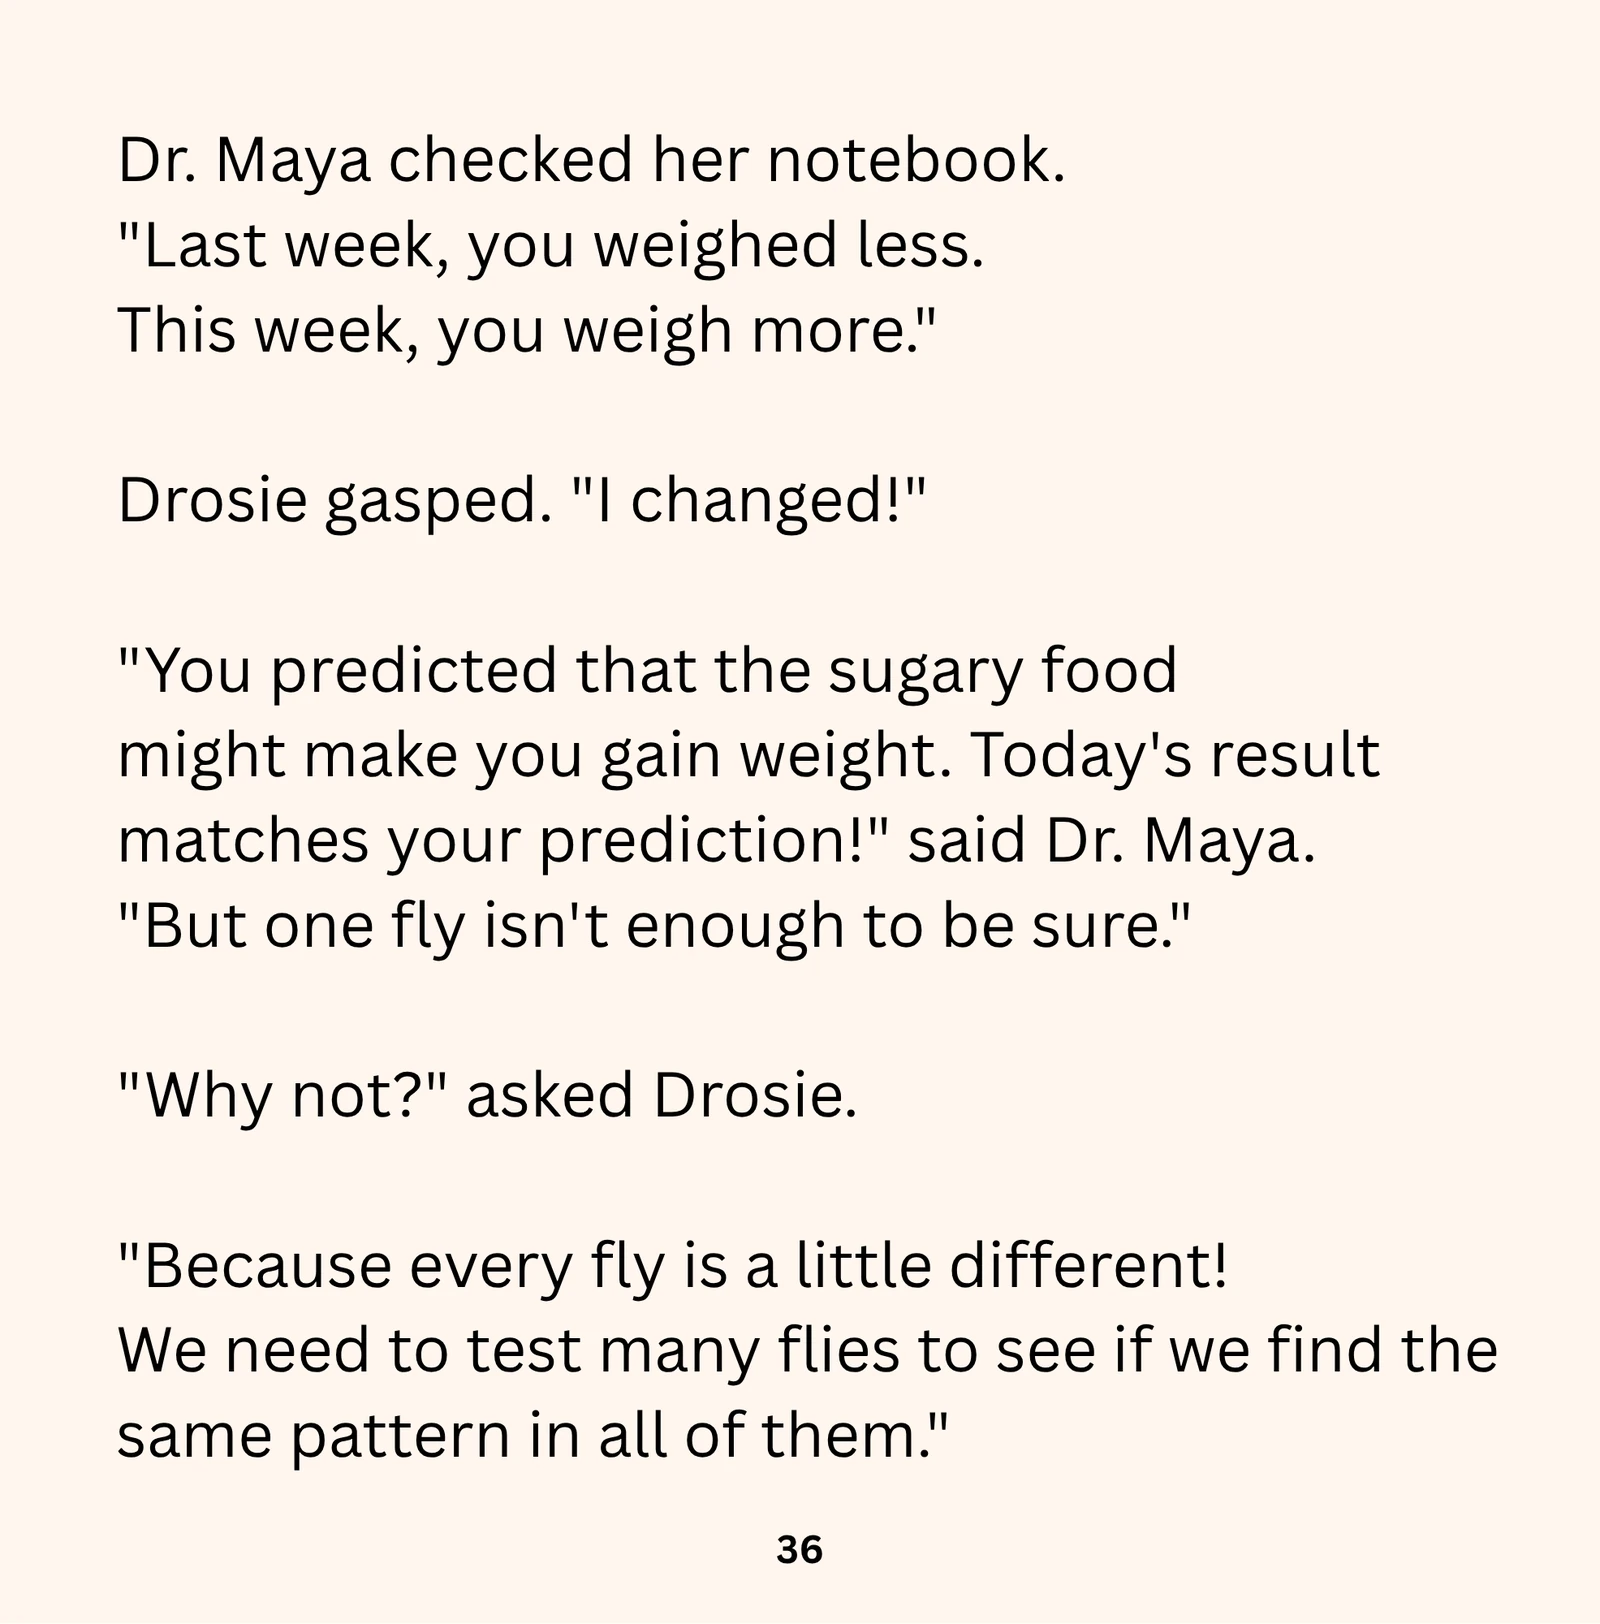 Dr. Maya checked her notebook.
"Last week, you weighed less.
This week, you weigh more."
Drosie gasped. "I changed!"
"You predicted that the sugary food
might make you gain weight. Today's result
matches your prediction!" said Dr. Maya.
"But one fly isn't enough to be sure."
"Why not?" asked Drosie.
"Because every fly is a little different!
We need to test many flies to see if we find the
same pattern in all of them."
36